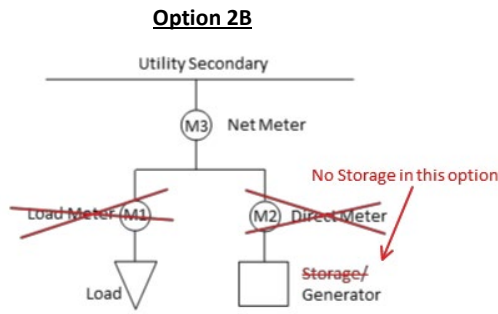 Option 2B
Utility Secondary
M3 Net Meter
No Storage in this option
Load Meter M1
M2 Direct Meter
Storage/
Load
Generator